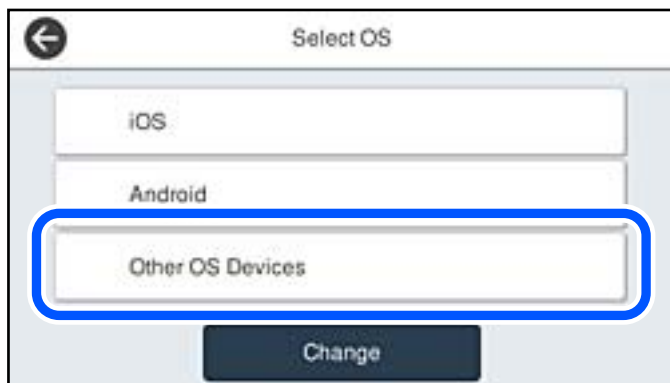 Select OS
iOS
Android
Other OS Devices
Change